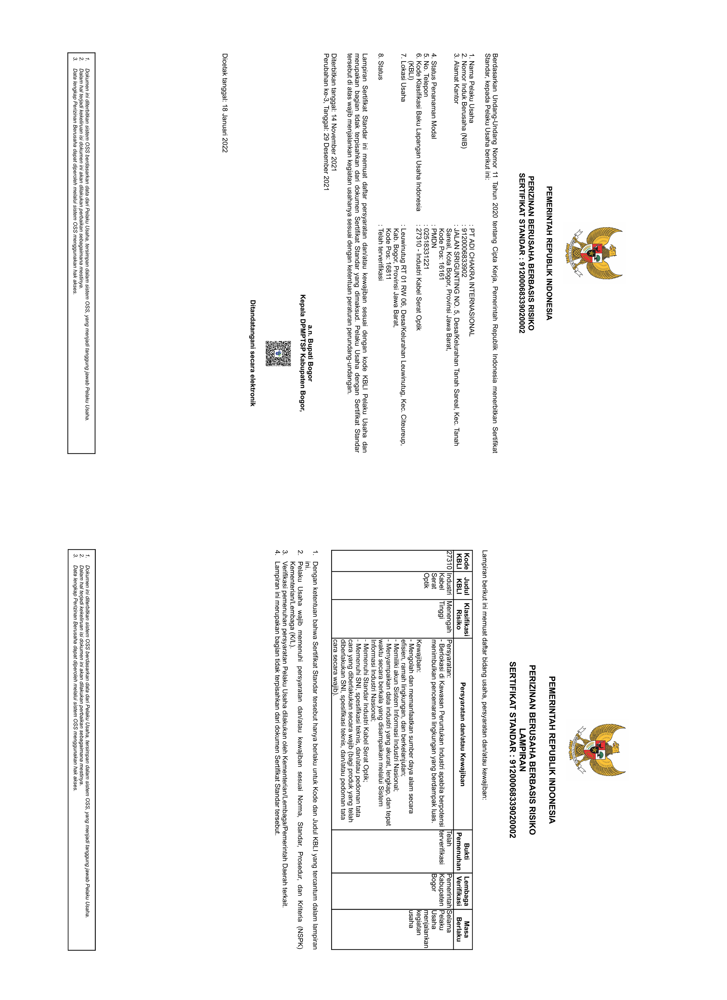 PEMERINTAH REPUBLIK INDONESIA
PERIZINAN BERUSAHA BERBASIS RISIKO
SERTIFIKAT STANDAR : 91200068339020002
Berdasarkan Undang-Undang Nomor 11 Tahun 2020 tentang Cipta Kerja, Pemerintah Republik Indonesia menerbitkan Sertifikat
Standar, kepada Pelaku Usaha berikut ini:
1. Nama Pelaku Usaha : PT ADI CHAKRA INTERNASIONAL
2. Nomor Induk Berusaha (NIB) : 9120006833902
3. Alamat Kantor : JALAN SRIGUNTING NO. 5, Desa/Kelurahan Tanah Sareal, Kec. Tanah
Sareal, Kota Bogor, Provinsi Jawa Barat,
Kode Pos: 16161
4. Status Penanaman Modal : PMDN
5. No. Telepon : 02518331221
6. Kode Klasifikasi Baku Lapangan Usaha Indonesia : 27310 - Industri Kabel Serat Optik
(KBLI)
7. Lokasi Usaha : Leuwinutug RT 01 RW 06, Desa/Kelurahan Leuwinutug, Kec. Citeureup,
Kab. Bogor, Provinsi Jawa Barat,
Kode Pos: 16811
8. Status : Telah terverifikasi
Lampiran Sertifikat Standar ini memuat daftar persyaratan dan/atau kewajiban sesuai dengan kode KBLI Pelaku Usaha dan
merupakan bagian tidak terpisahkan dari dokumen Sertifikat Standar yang dimaksud. Pelaku Usaha dengan Sertifikat Standar
tersebut di atas wajib menjalankan kegiatan usahanya sesuai dengan ketentuan peraturan perundang-undangan.
Diterbitkan tanggal: 14 November 2021
Perubahan ke-3, Tanggal: 29 Desember 2021
a.n. Bupati Bogor
Kepala DPMPTSP Kabupaten Bogor,
Ditandatangani secara elektronik
Dicetak tanggal: 18 Januari 2022
1. Dokumen ini diterbitkan sistem OSS berdasarkan data dari Pelaku Usaha, tersimpan dalam sistem OSS, yang menjadi tanggung jawab Pelaku Usaha.
2. Dalam hal terjadi kekeliruan isi dokumen ini akan dilakukan perbaikan sebagaimana mestinya.
3. Data lengkap Perizinan Berusaha dapat diperoleh melalui sistem OSS menggunakan hak akses.
PEMERINTAH REPUBLIK INDONESIA
PERIZINAN BERUSAHA BERBASIS RISIKO
LAMPIRAN
SERTIFIKAT STANDAR : 91200068339020002
Lampiran berikut ini memuat daftar bidang usaha, persyaratan dan/atau kewajiban:
Kode
KBLI
Judul
KBLI
Klasifikasi
Risiko
Persyaratan dan/atau Kewajiban
Bukti
Pemenuhan
Lembaga
Verifikasi
Masa
Berlaku
27310
Industri
Kabel
Serat
Optik
Menengah
Tinggi
Persyaratan:
- Berlokasi di Kawasan Peruntukan Industri apabila berpotensi
menimbulkan pencemaran lingkungan yang berdampak luas.
Kewajiban:
- Mengolah dan memanfaatkan sumber daya alam secara
efisien, ramah lingkungan, dan berkelanjutan;
- Memiliki akun Sistem Informasi Industri Nasional;
- Menyampaikan data industri yang akurat, lengkap, dan tepat
waktu secara berkala yang disampaikan melalui Sistem
Informasi Industri Nasional;
- Memenuhi Standar Industri Kabel Serat Optik;
- Memenuhi SNI, spesifikasi teknis, dan/atau pedoman tata
cara yang diberlakukan secara wajib (bagi produk yang telah
diberlakukan SNI, spesifikasi teknis, dan/atau pedoman tata
cara secara wajib).
Telah
terverifikasi
Pemerintah
Kabupaten
Bogor
Selama
Pelaku
Usaha
menjalankan
kegiatan
usaha
1. Dengan ketentuan bahwa Sertifikat Standar tersebut hanya berlaku untuk Kode dan Judul KBLI yang tercantum dalam lampiran
ini.
2. Pelaku Usaha wajib memenuhi persyaratan dan/atau kewajiban sesuai Norma, Standar, Prosedur, dan Kriteria (NSPK)
Kementerian/Lembaga (K/L).
3. Verifikasi pemenuhan persyaratan Pelaku Usaha dilakukan oleh Kementerian/Lembaga/Pemerintah Daerah terkait.
4. Lampiran ini merupakan bagian tidak terpisahkan dari dokumen Sertifikat Standar tersebut.
1. Dokumen ini diterbitkan sistem OSS berdasarkan data dari Pelaku Usaha, tersimpan dalam sistem OSS, yang menjadi tanggung jawab Pelaku Usaha.
2. Dalam hal terjadi kekeliruan isi dokumen ini akan dilakukan perbaikan sebagaimana mestinya.
3. Data lengkap Perizinan Berusaha dapat diperoleh melalui sistem OSS menggunakan hak akses.